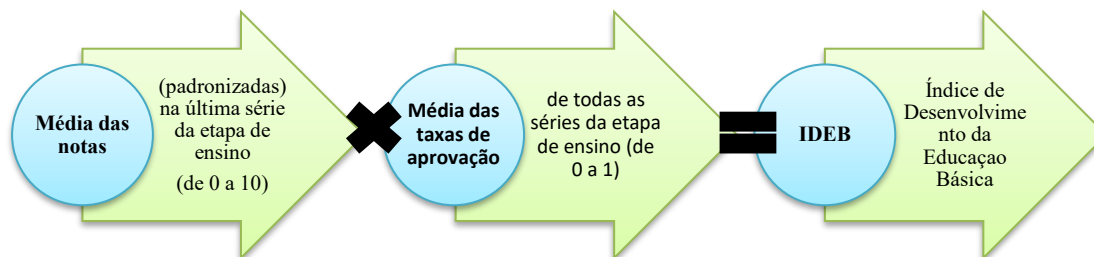 Média das
notas
(padronizadas)
na última série
da etapa de
ensino
(de 0 a 10)
Média das
taxas de
aprovação
de todas as
séries da etapa
de ensino (de
0 a 1)
IDEB
Índice de
Desenvolvime
nto da
Educaçao
Básica